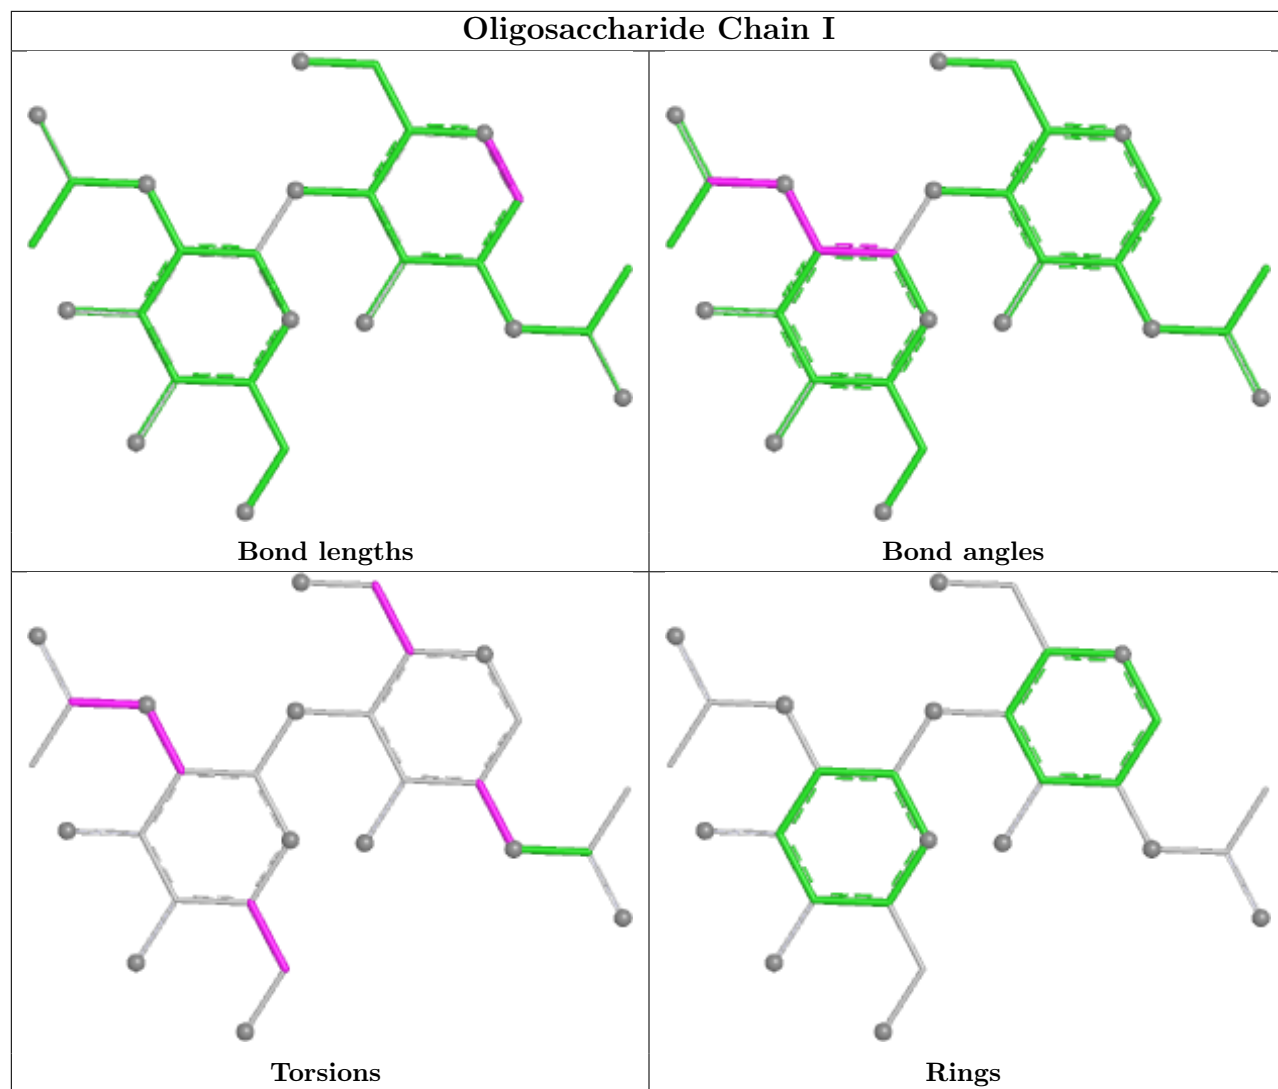 Oligosaccharide Chain I
Bond lengths
Bond angles
Torsions
Rings